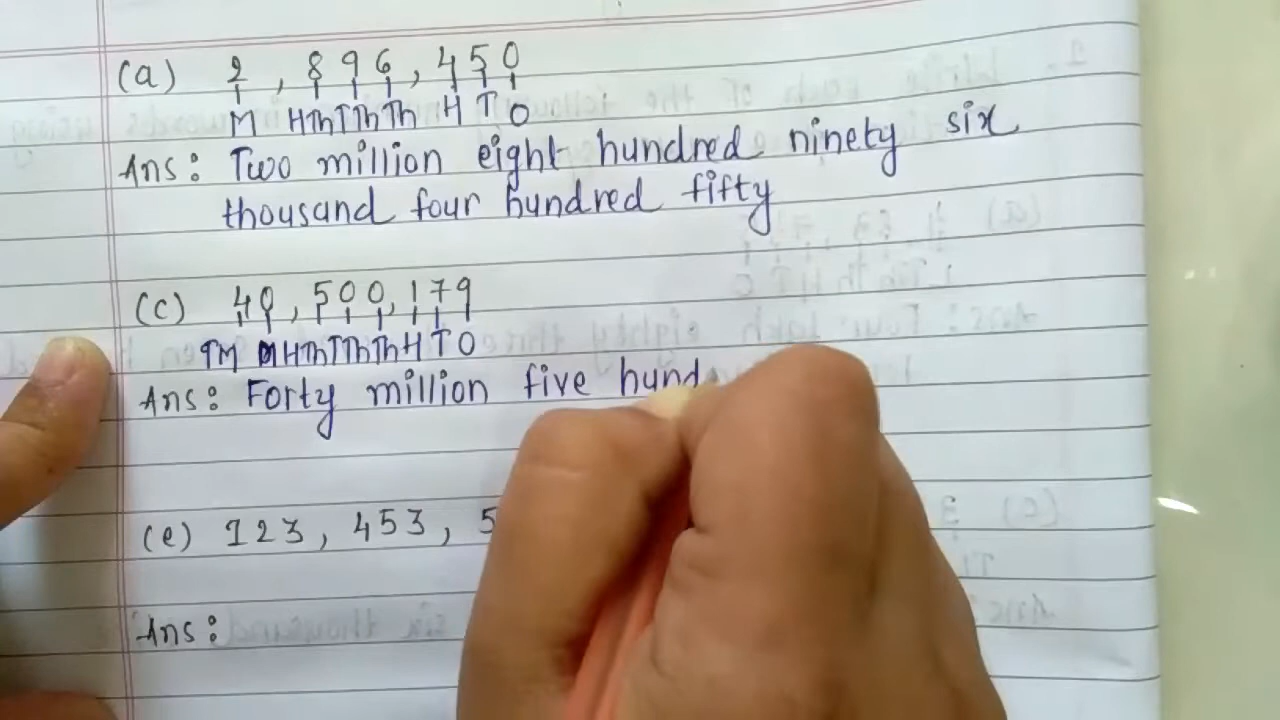 (a) 2 , 896 , 450
M HTh TTh Th H T O
Ans : Two million eight hundred ninety six
thousand four hundred fifty
(c) 40 , 500 , 179
TM M HTh TTh Th H T O
Ans : Forty million five hund
(e) 123 , 453 , 5
Ans :